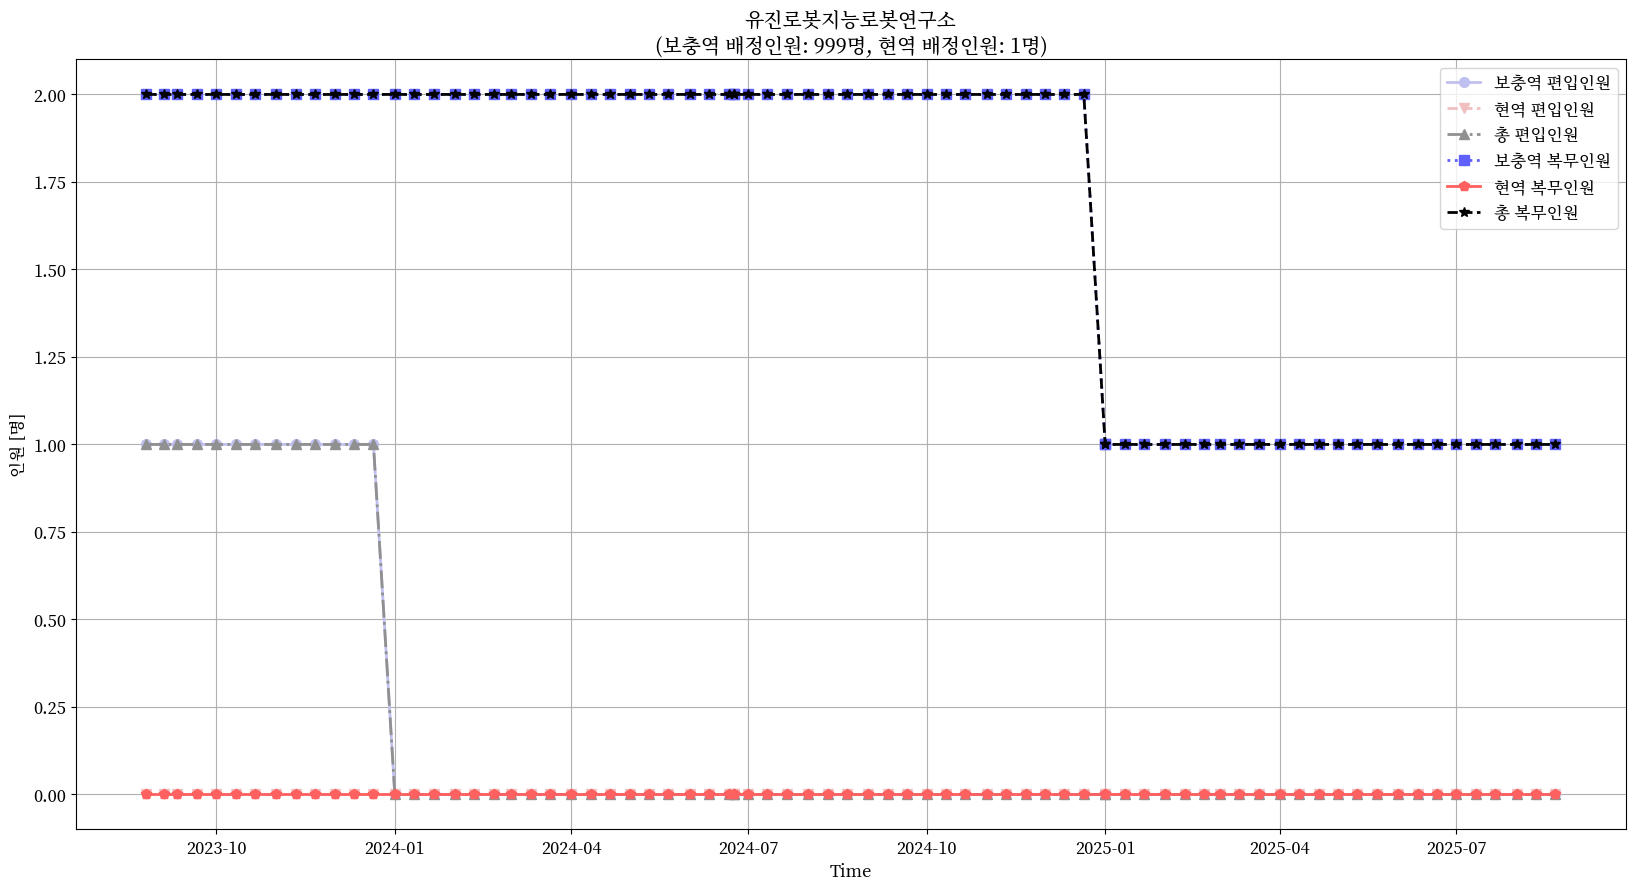 유진로봇지능로봇연구소
(보충역 배정인원: 999명, 현역 배정인원: 1명)
보충역 편입인원
현역 편입인원
총 편입인원
보충역 복무인원
현역 복무인원
총 복무인원
인원 [명]
2.00
1.75
1.50
1.25
1.00
0.75
0.50
0.25
0.00
2023-10
2024-01
2024-04
2024-07
2024-10
2025-01
2025-04
2025-07
Time